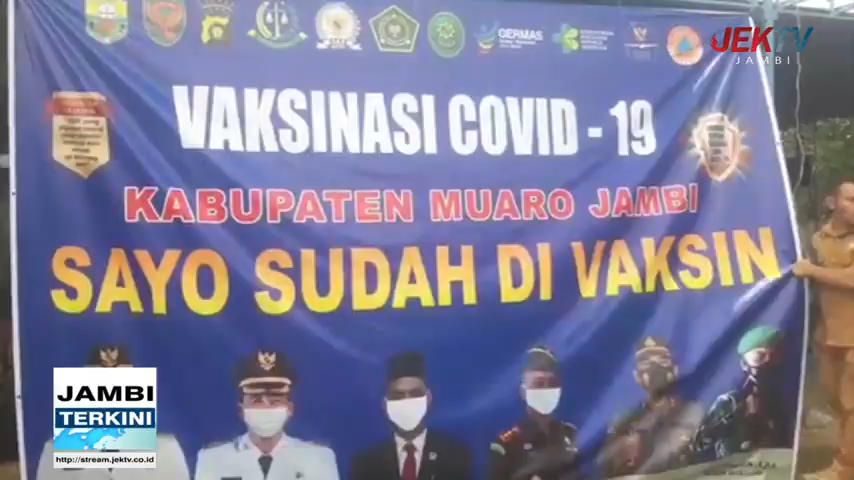 GERMAS
JEKTV
JAMBI
VAKSINASI COVID - 19
KABUPATEN MUARO JAMBI
SAYO SUDAH DI VAKSIN
JAMBI
TERKINI
http://stream.jektv.co.id